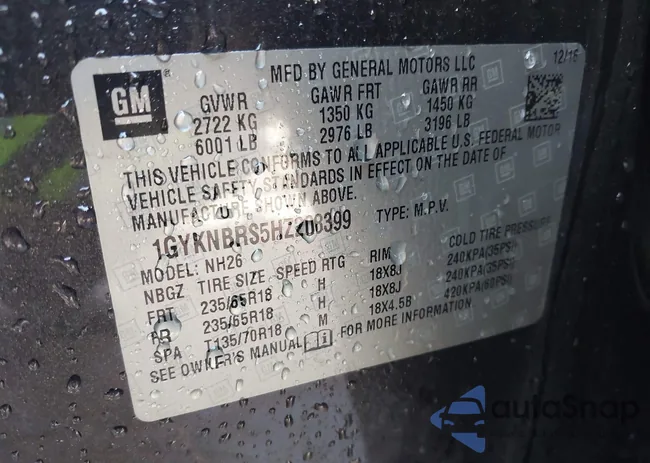 GM
MFD BY GENERAL MOTORS LLC 12/16
GVWR GAWR FRT GAWR RR
2722 KG 1350 KG 1450 KG
6001 LB 2976 LB 3196 LB
THIS VEHICLE CONFORMS TO ALL APPLICABLE U.S. FEDERAL MOTOR
VEHICLE SAFETY STANDARDS IN EFFECT ON THE DATE OF
MANUFACTURE SHOWN ABOVE.
1GYKNBRS5HZ208399 TYPE: M.P.V.
MODEL: NH26
NBGZ TIRE SIZE SPEED RTG RIM COLD TIRE PRESSURE
FRT 235/65R18 H 18X8J 240KPA(35PSI)
RR 235/65R18 H 18X8J 240KPA(35PSI)
SPA T135/70R18 M 18X4.5B 420KPA(60PSI)
SEE OWNER'S MANUAL FOR MORE INFORMATION
autoSnap